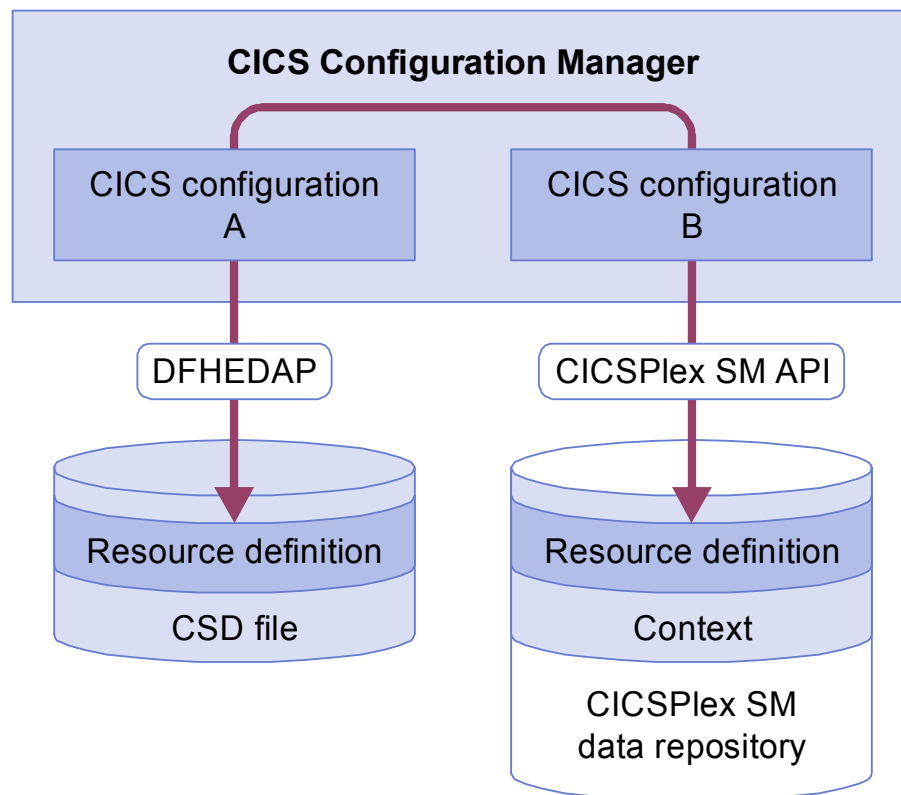 CICS Configuration Manager
CICS configuration
A
CICS configuration
B
DFHEDAP
CICSPlex SM API
Resource definition
CSD file
Resource definition
Context
CICSPlex SM
data repository